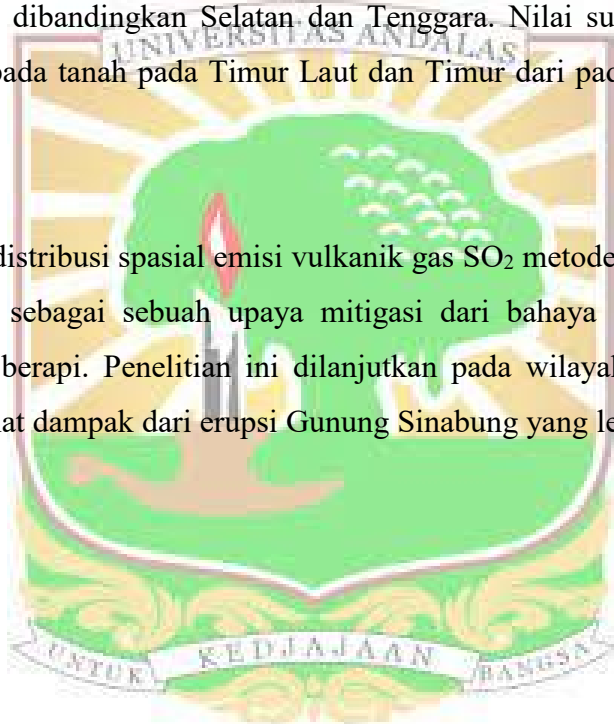 dibandingkan Selatan dan Tenggara. Nilai su
UNIVERSITAS ANDALAS
pada tanah pada Timur Laut dan Timur dari pad
distribusi spasial emisi vulkanik gas SO₂ metode
sebagai sebuah upaya mitigasi dari bahaya
berapi. Penelitian ini dilanjutkan pada wilaya
at dampak dari erupsi Gunung Sinabung yang le
UNTUK KEDJAJAAN BANGSA